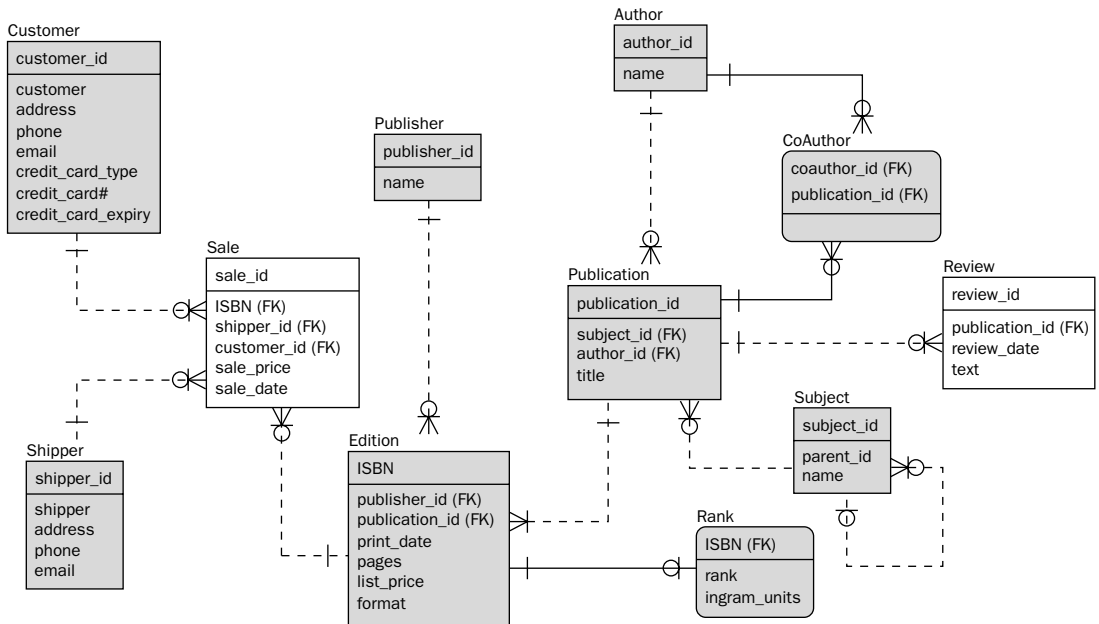 Customer
customer_id
customer
address
phone
email
credit_card_type
credit_card#
credit_card_expiry
Publisher
publisher_id
name
Author
author_id
name
CoAuthor
coauthor_id (FK)
publication_id (FK)
Sale
sale_id
ISBN (FK)
shipper_id (FK)
customer_id (FK)
sale_price
sale_date
Publication
publication_id
subject_id (FK)
author_id (FK)
title
Review
review_id
publication_id (FK)
review_date
text
Subject
subject_id
parent_id
name
Shipper
shipper_id
shipper
address
phone
email
Edition
ISBN
publisher_id (FK)
publication_id (FK)
print_date
pages
list_price
format
Rank
ISBN (FK)
rank
ingram_units